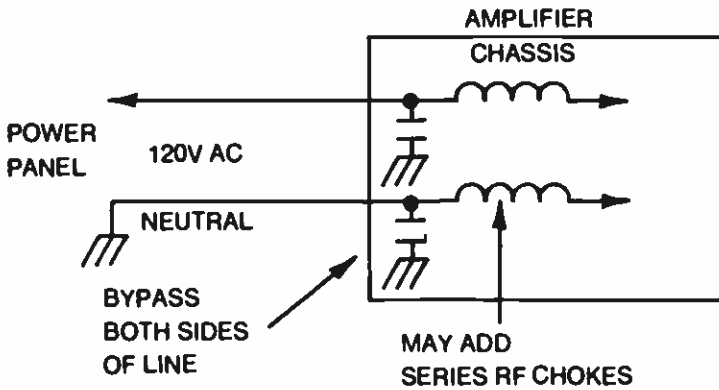 AMPLIFIER
CHASSIS
POWER
PANEL
120V AC
NEUTRAL
BYPASS
BOTH SIDES
OF LINE
MAY ADD
SERIES RF CHOKES